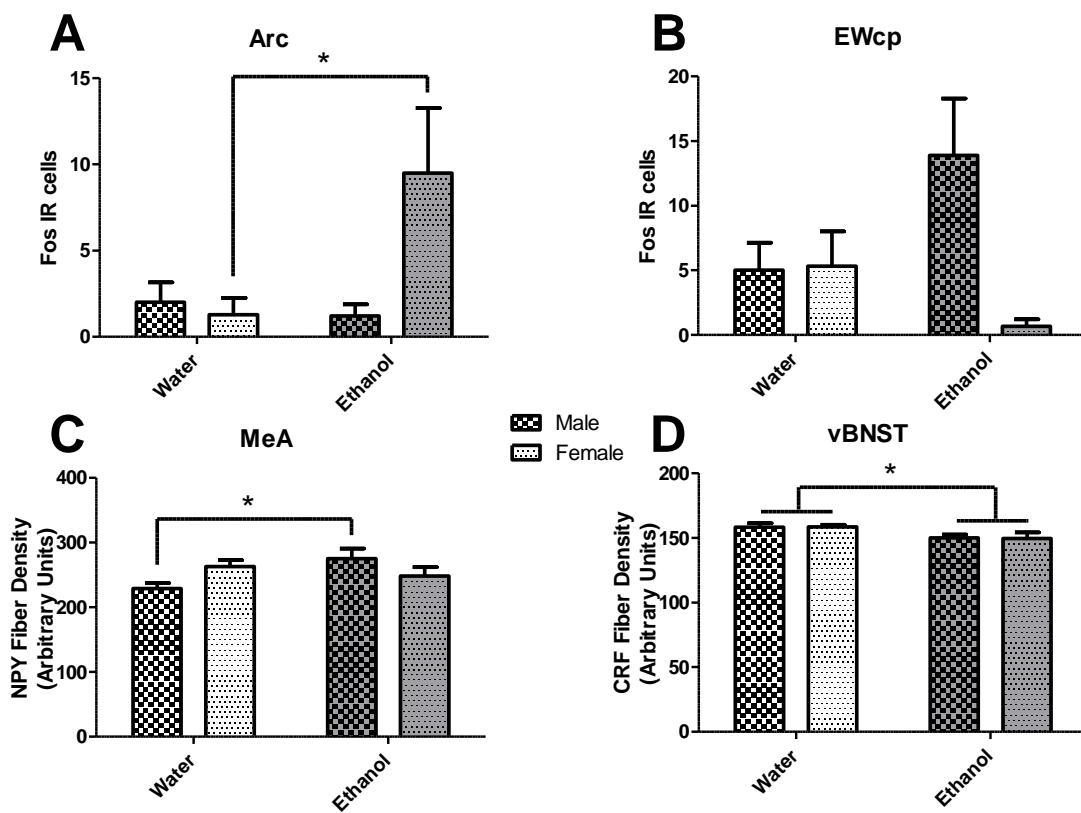 A
Arc
*
15
10
5
0
Fos IR cells
Water
Ethanol
B
EWcp
20
15
10
5
0
Fos IR cells
Water
Ethanol
Male
Female
C
MeA
*
400
300
200
100
0
NPY Fiber Density
(Arbitrary Units)
Water
Ethanol
D
vBNST
*
200
150
100
50
0
CRF Fiber Density
(Arbitrary Units)
Water
Ethanol